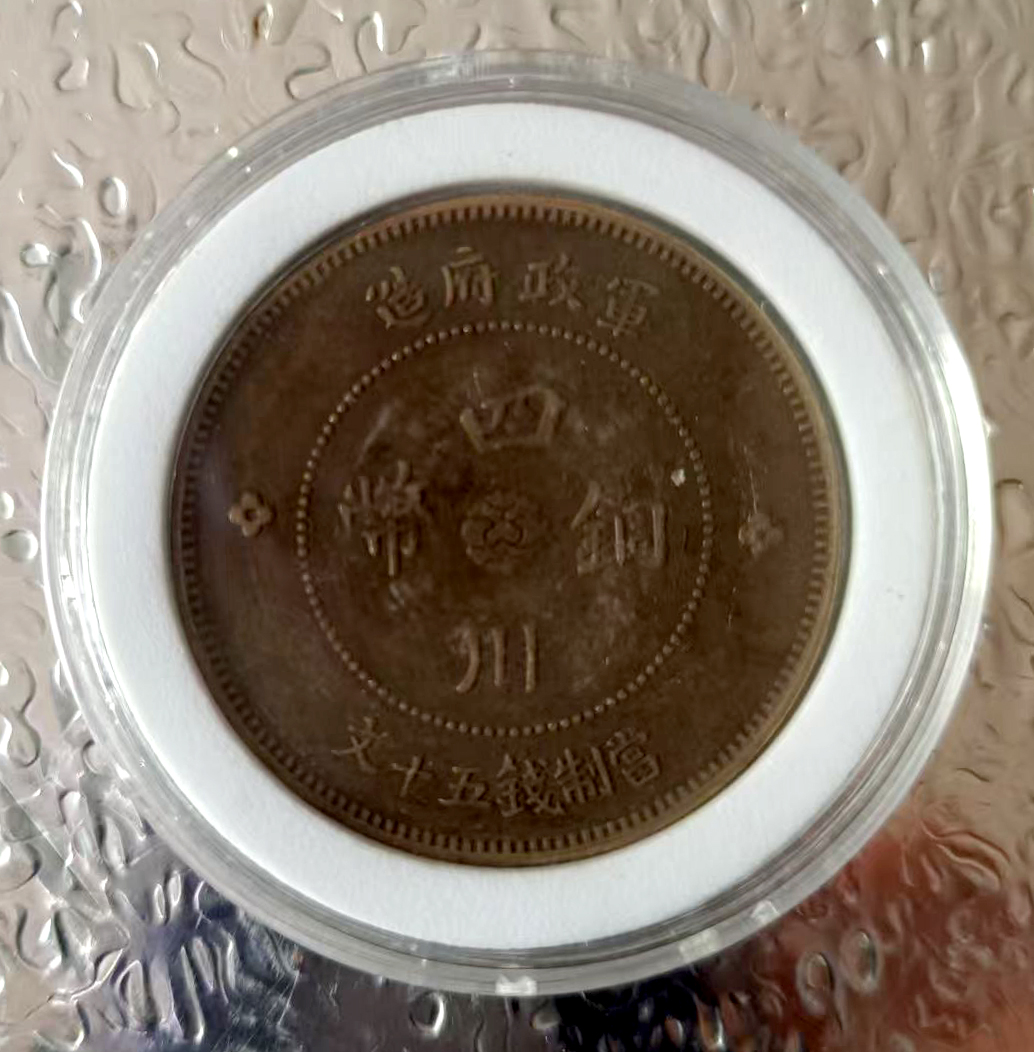 軍政府造
四川
銅幣
當制錢五十文